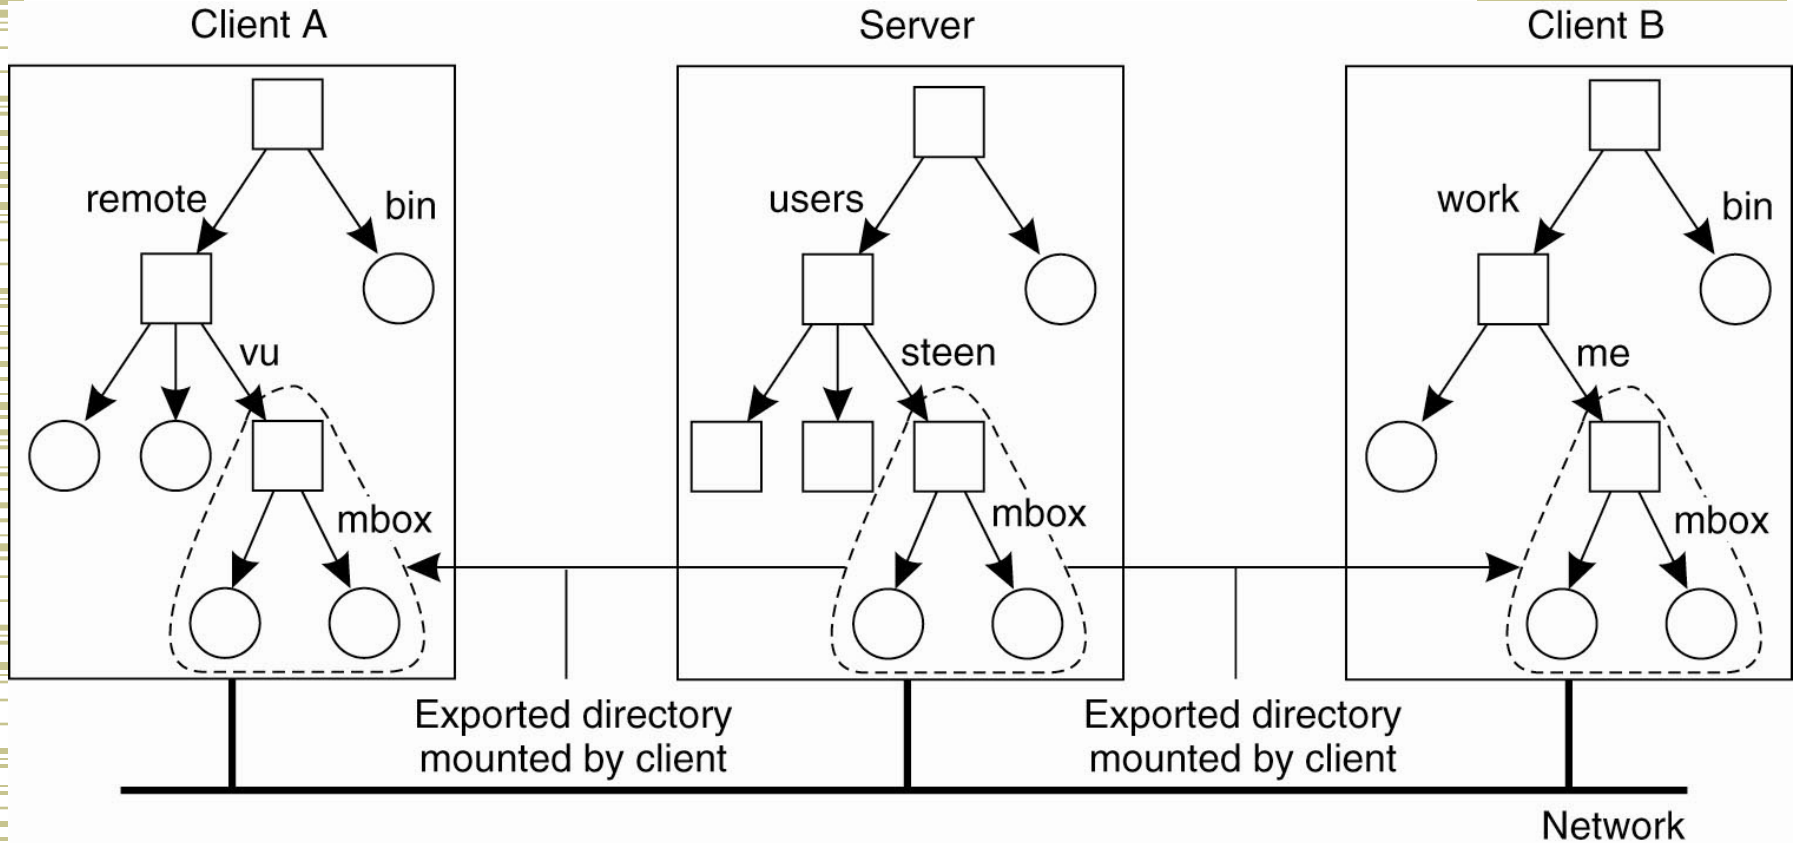 Client A
Server
Client B
remote
bin
users
work
bin
vu
steen
me
mbox
mbox
mbox
Exported directory
mounted by client
Exported directory
mounted by client
Network